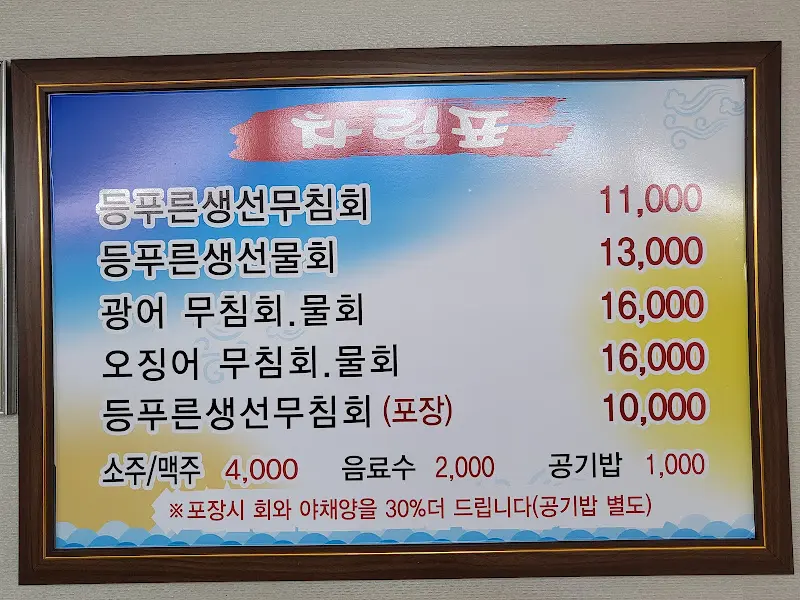 차림표
등푸른생선무침회 11,000
등푸른생선물회 13,000
광어 무침회.물회 16,000
오징어 무침회.물회 16,000
등푸른생선무침회 (포장) 10,000
소주/맥주 4,000 음료수 2,000 공기밥 1,000
※포장시 회와 야채양을 30%더 드립니다(공기밥 별도)